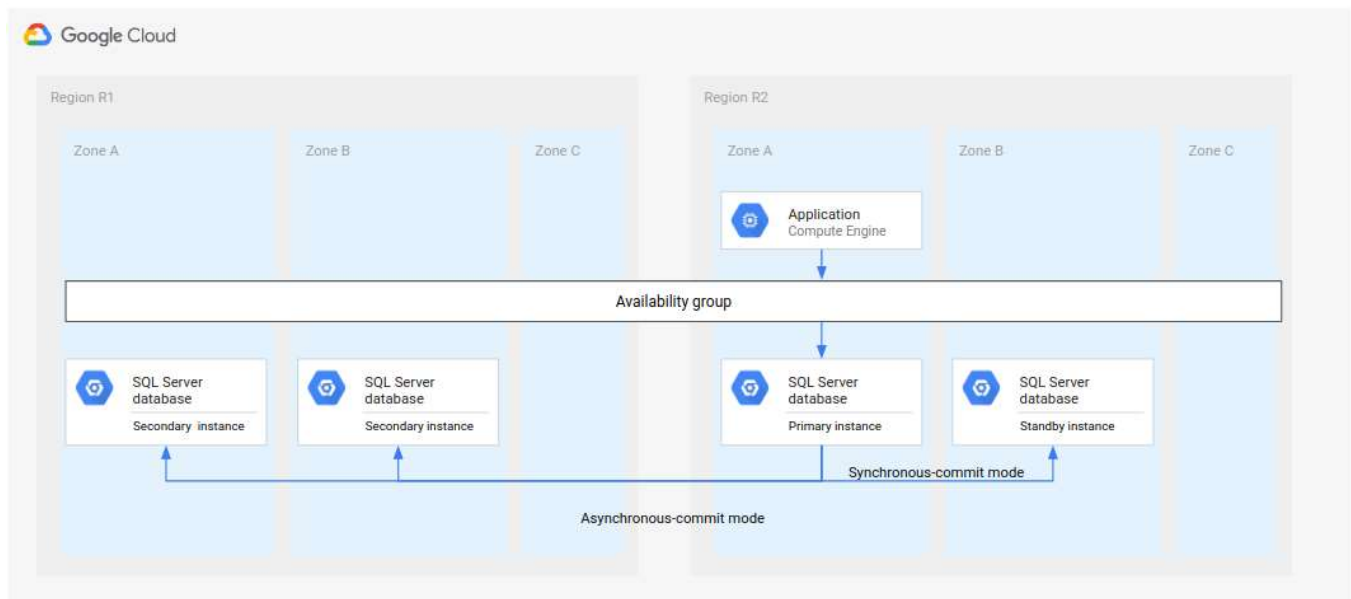 Google Cloud
Region R1
Region R2
Zone A
Zone B
Zone C
Zone A
Zone B
Zone C
Application
Compute Engine
Availability group
SQL Server
database
Secondary instance
SQL Server
database
Secondary instance
SQL Server
database
Primary instance
SQL Server
database
Standby instance
Synchronous-commit mode
Asynchronous-commit mode